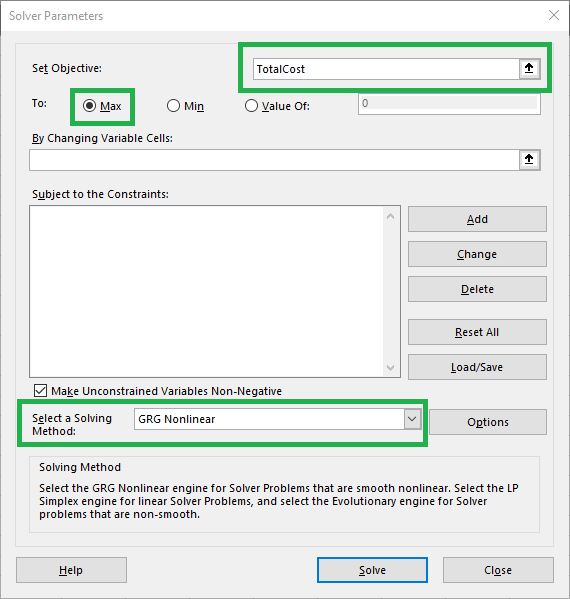 Solver Parameters
Set Objective:
TotalCost
To:
Max
Min
Value Of:
0
By Changing Variable Cells:
Subject to the Constraints:
Add
Change
Delete
Reset All
Load/Save
Make Unconstrained Variables Non-Negative
Select a Solving
Method:
GRG Nonlinear
Options
Solving Method
Select the GRG Nonlinear engine for Solver Problems that are smooth nonlinear. Select the LP
Simplex engine for linear Solver Problems, and select the Evolutionary engine for Solver
problems that are non-smooth.
Help
Solve
Close